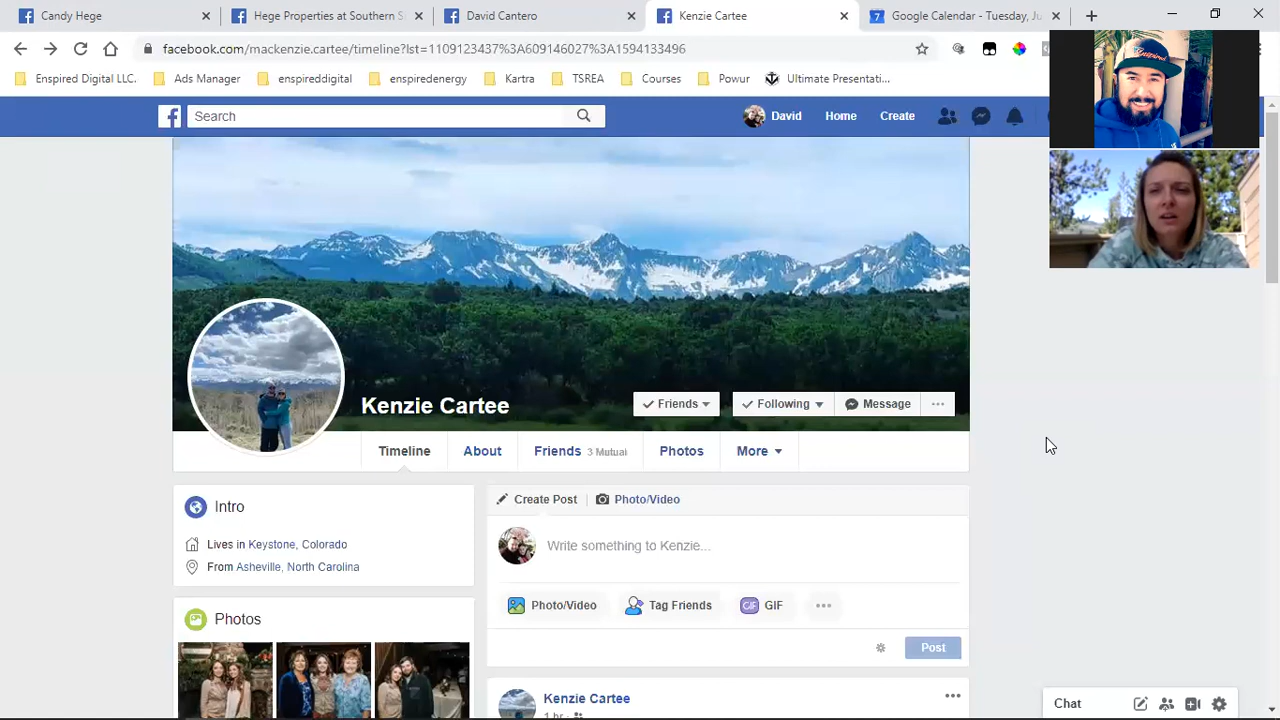 Candy Hege
Hege Properties at Southern S
David Cantero
Kenzie Cartee
7 Google Calendar - Tuesday, Ju
facebook.com/mackenzie.cartee/timeline?lst=110912343?%3A609146027%3A1594133496
Enspired Digital LLC.
Ads Manager
enspireddigital
enspiredenergy
Kartra
TSREA
Courses
Powur
Ultimate Presentati...
Search
David
Home
Create
Kenzie Cartee
Friends
Following
Message
Timeline
About
Friends 3 Mutual
Photos
More
Intro
Lives in Keystone, Colorado
From Asheville, North Carolina
Photos
Create Post
Photo/Video
Write something to Kenzie...
Photo/Video
Tag Friends
GIF
Post
Kenzie Cartee
1 hr
Chat